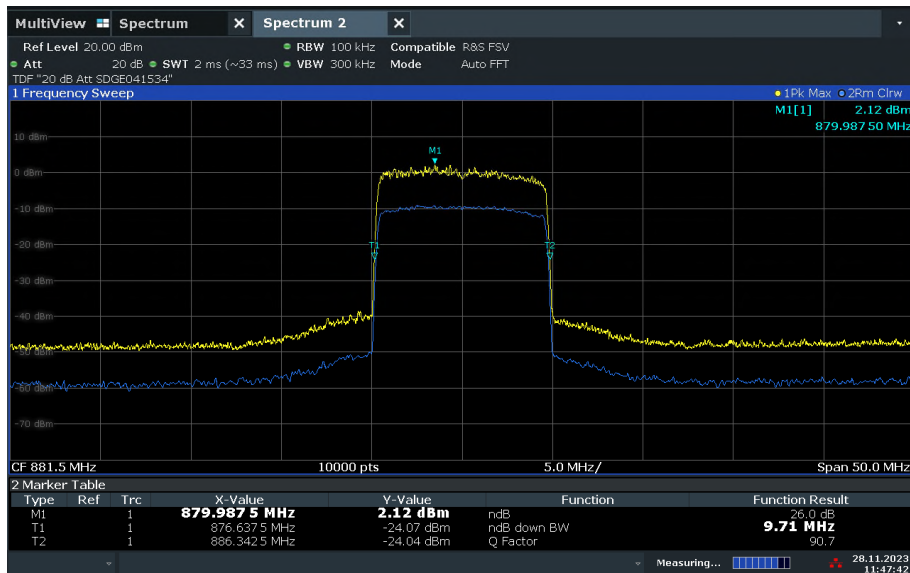 MultiView Spectrum X Spectrum 2 X
Ref Level 20.00 dBm RBW 100 kHz Compatible R&S FSV
Att 20 dB SWT 2 ms (~33 ms) VBW 300 kHz Mode Auto FFT
TDF "20 dB Att SDGE041534"
1 Frequency Sweep 1Pk Max 2Rm Clrw
M1[1] 2.12 dBm
879.98750 MHz
10 dBm
M1
0 dBm
-10 dBm
-20 dBm
T1 T2
-30 dBm
-40 dBm
-50 dBm
-60 dBm
-70 dBm
CF 881.5 MHz 10000 pts 5.0 MHz/ Span 50.0 MHz
2 Marker Table
Type Ref Trc X-Value Y-Value Function Function Result
M1 1 879.987 5 MHz 2.12 dBm ndB 26.0 dB
T1 1 876.637 5 MHz -24.07 dBm ndB down BW 9.71 MHz
T2 1 886.342 5 MHz -24.04 dBm Q Factor 90.7
Measuring... 28.11.2023
11:47:42